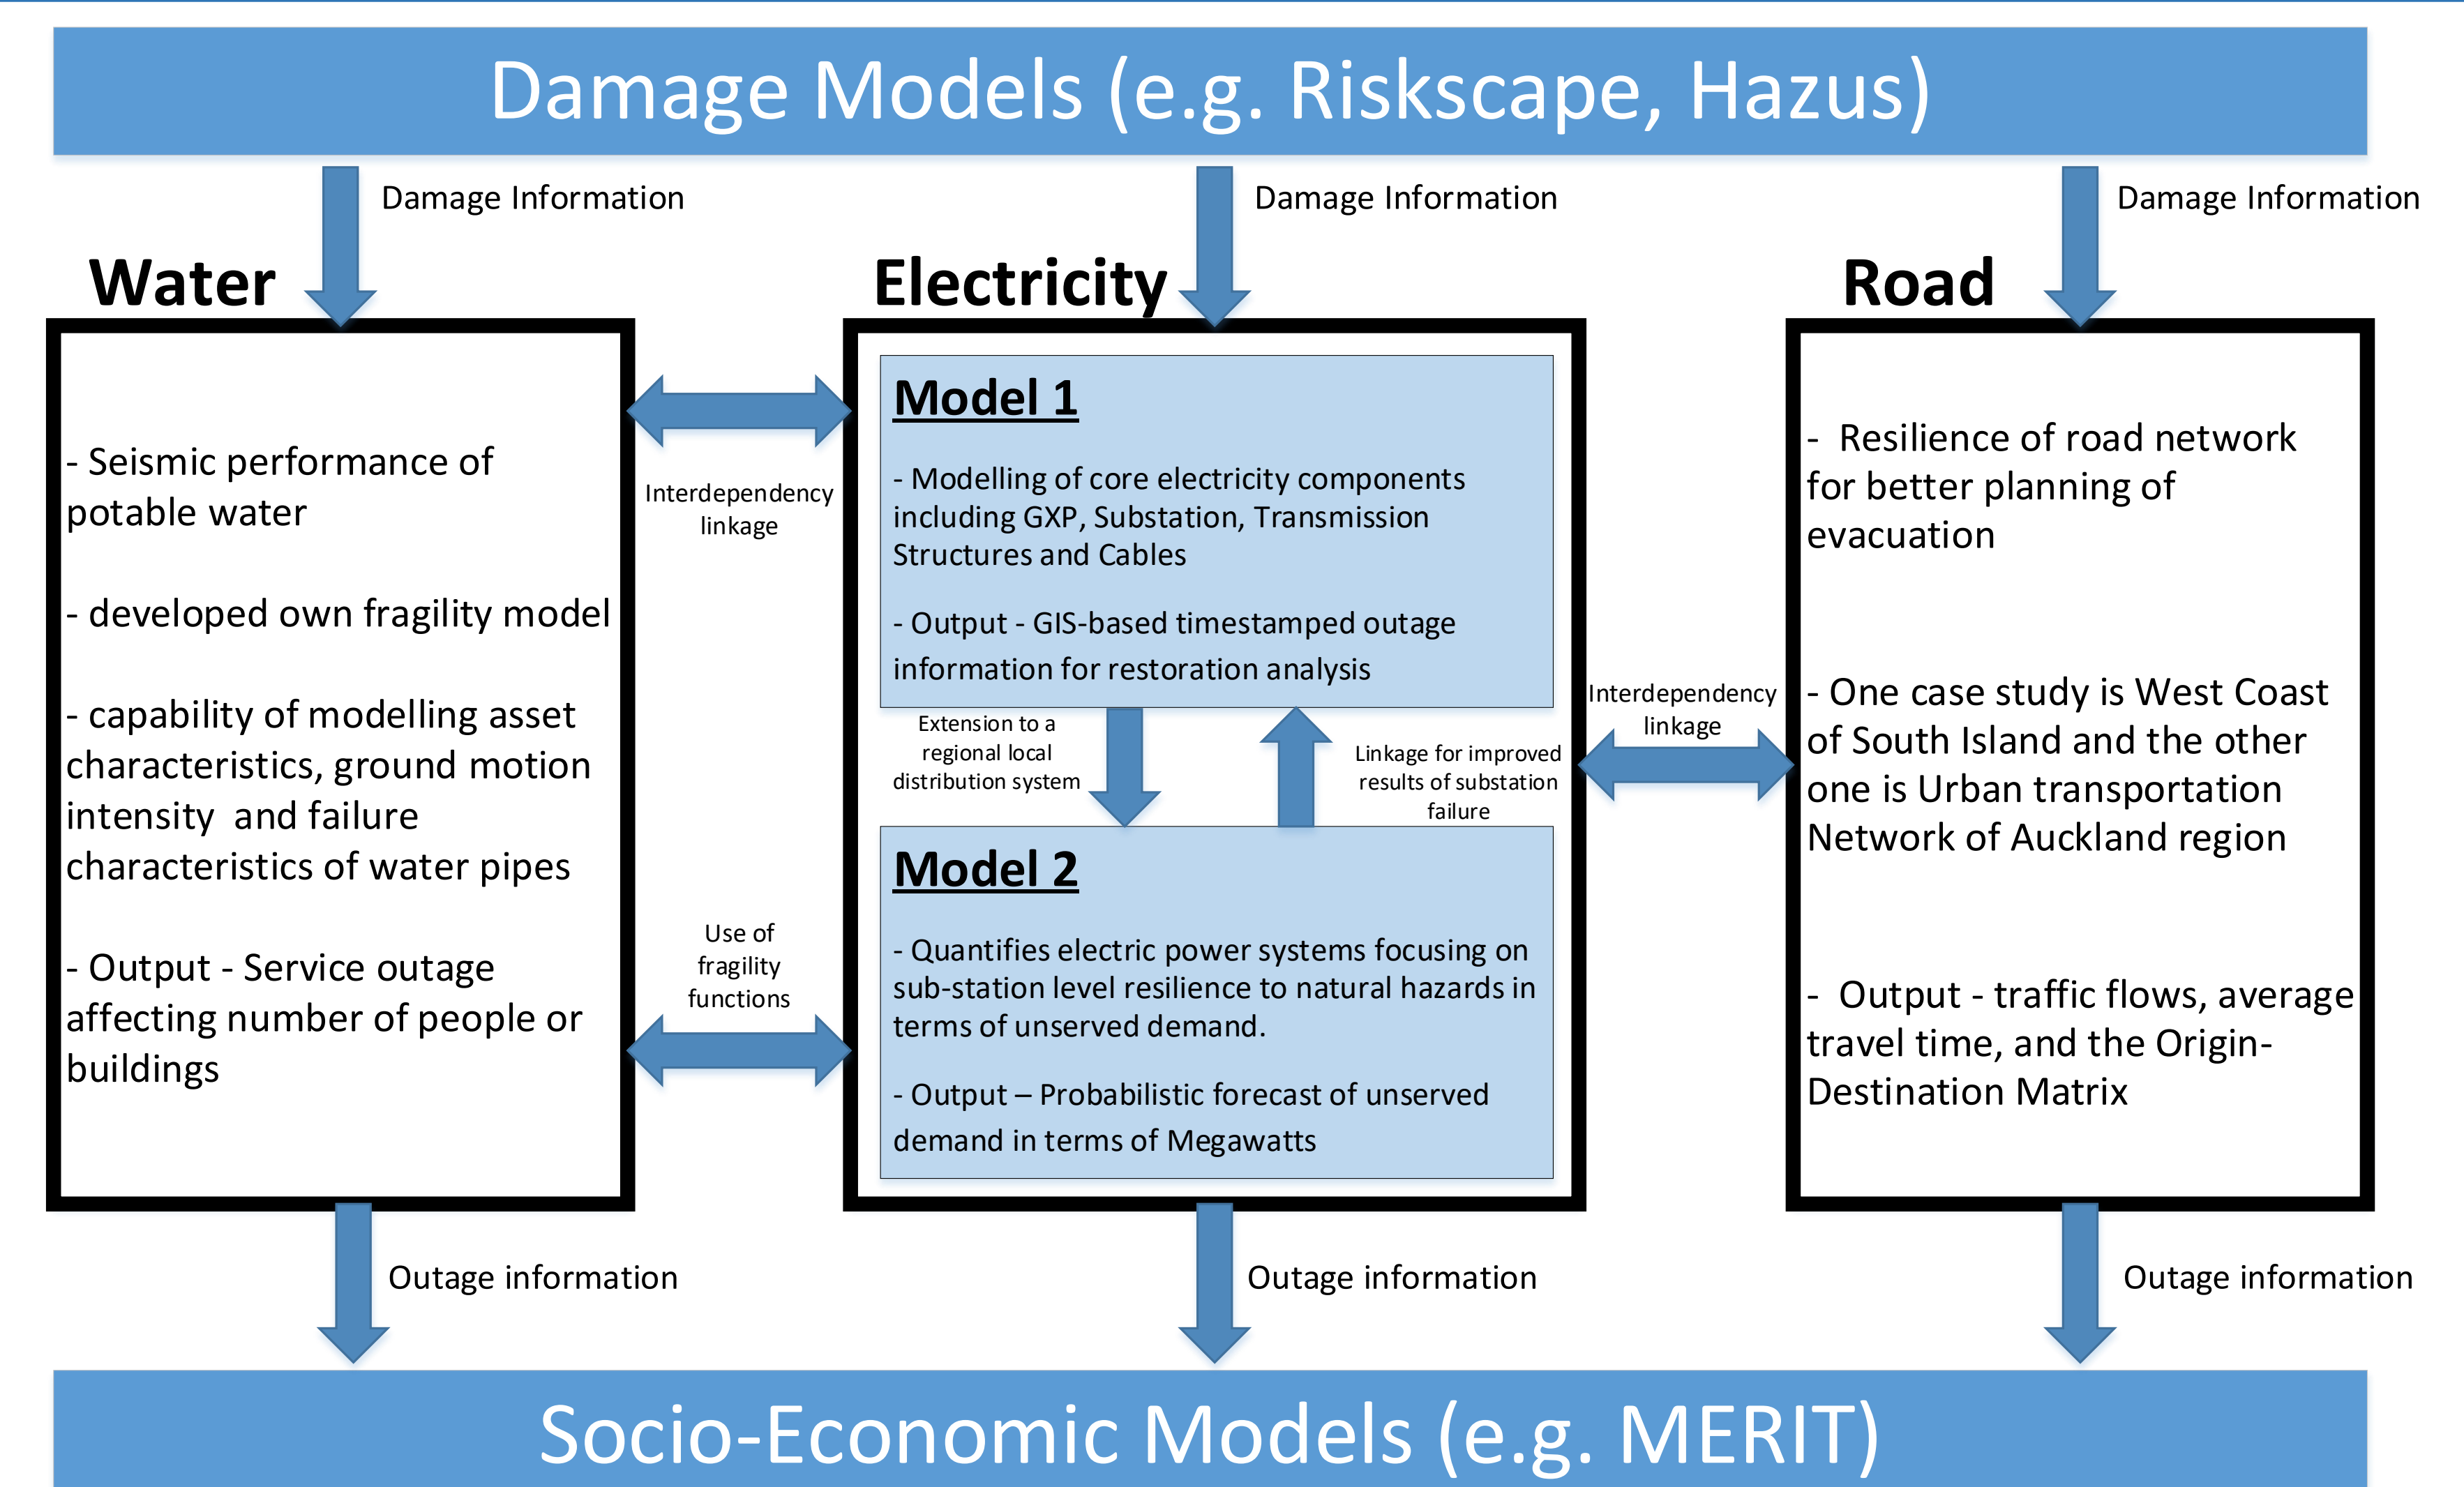 Damage Models (e.g. Riskscape, Hazus)
Damage Information
Damage Information
Damage Information
Water
Electricity
Road
- Seismic performance of
potable water
- developed own fragility model
- capability of modelling asset
characteristics, ground motion
intensity  and failure
characteristics of water pipes
- Output - Service outage
affecting number of people or
buildings
Interdependency
linkage
Use of
fragility
functions
Model 1
- Modelling of core electricity components
including GXP, Substation, Transmission
Structures and Cables
- Output - GIS-based timestamped outage
information for restoration analysis
Extension to a
regional local
distribution system
Linkage for improved
results of substation
failure
Model 2
- Quantifies electric power systems focusing on
sub-station level resilience to natural hazards in
terms of unserved demand.
- Output – Probabilistic forecast of unserved
demand in terms of Megawatts
Interdependency
linkage
-  Resilience of road network
for better planning of
evacuation
- One case study is West Coast
of South Island and the other
one is Urban transportation
Network of Auckland region
-  Output - traffic flows, average
travel time, and the Origin-
Destination Matrix
Outage information
Outage information
Outage information
Socio-Economic Models (e.g. MERIT)